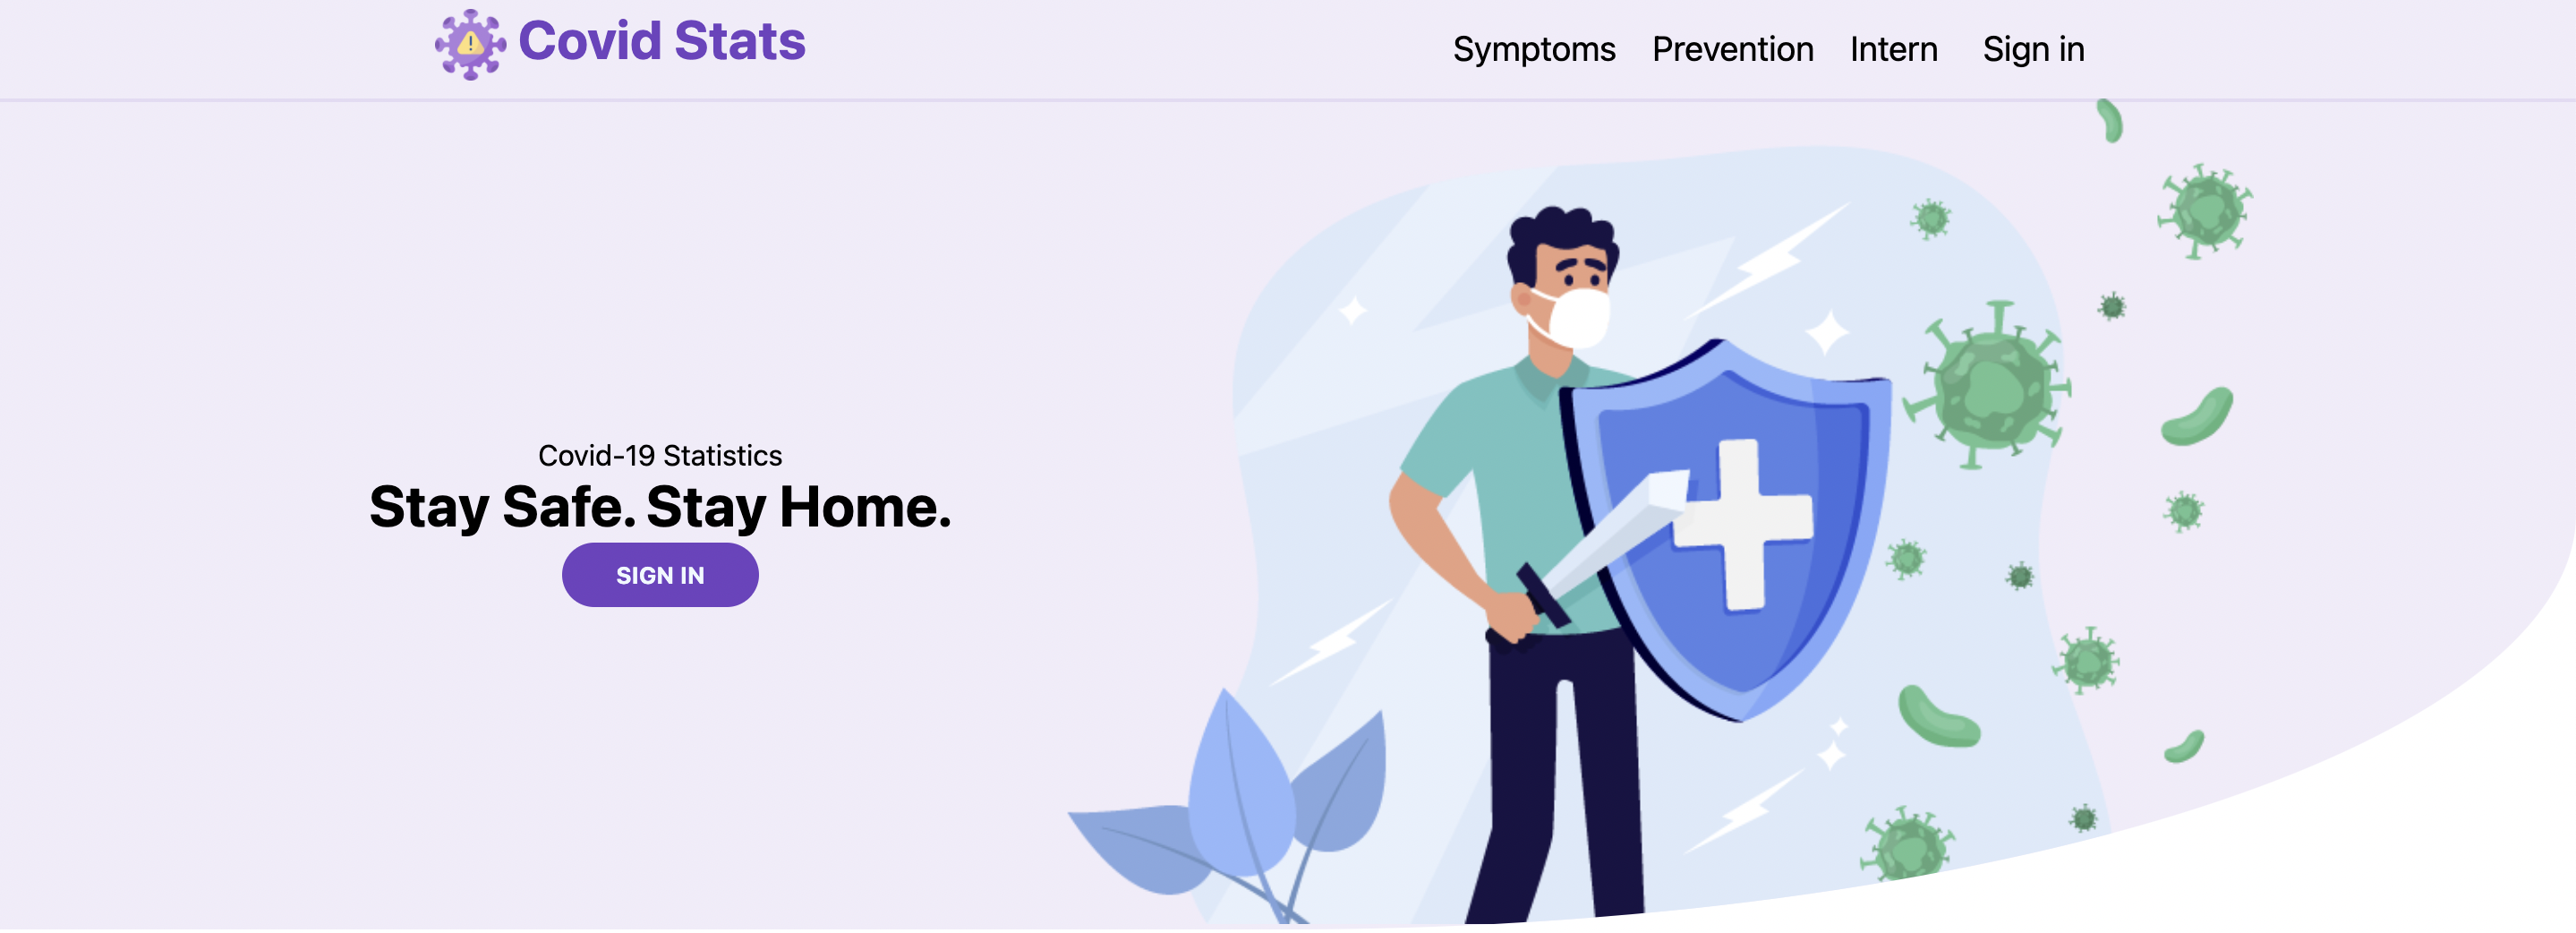 Covid Stats
Symptoms Prevention Intern Sign in
Covid-19 Statistics
Stay Safe. Stay Home.
SIGN IN